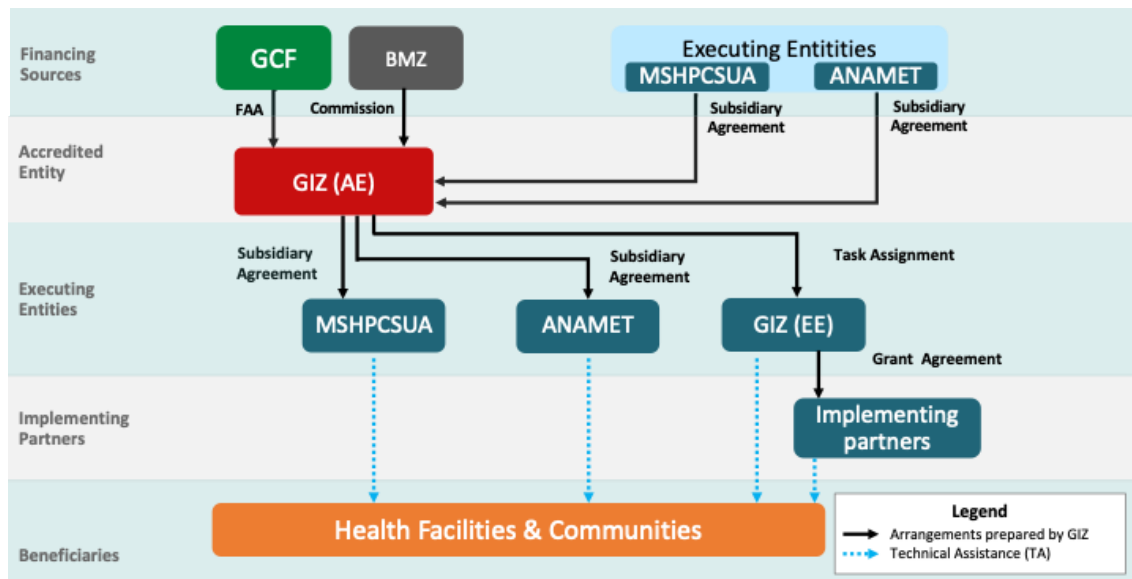 Financing
Sources
GCF
BMZ
Executing Entitities
MSHPCSUA
ANAMET
FAA
Commission
Subsidiary
Agreement
Subsidiary
Agreement
Accredited
Entity
GIZ (AE)
Subsidiary
Agreement
Subsidiary
Agreement
Task Assignment
Executing
Entities
MSHPCSUA
ANAMET
GIZ (EE)
Grant Agreement
Implementing
Partners
Implementing
partners
Beneficiaries
Health Facilities & Communities
Legend
Arrangements prepared by GIZ
Technical Assistance (TA)